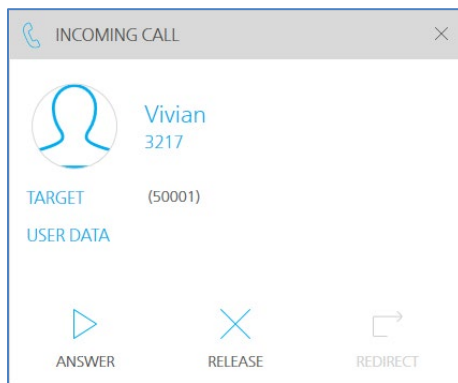 INCOMING CALL
Vivian
3217
TARGET (50001)
USER DATA
ANSWER RELEASE REDIRECT